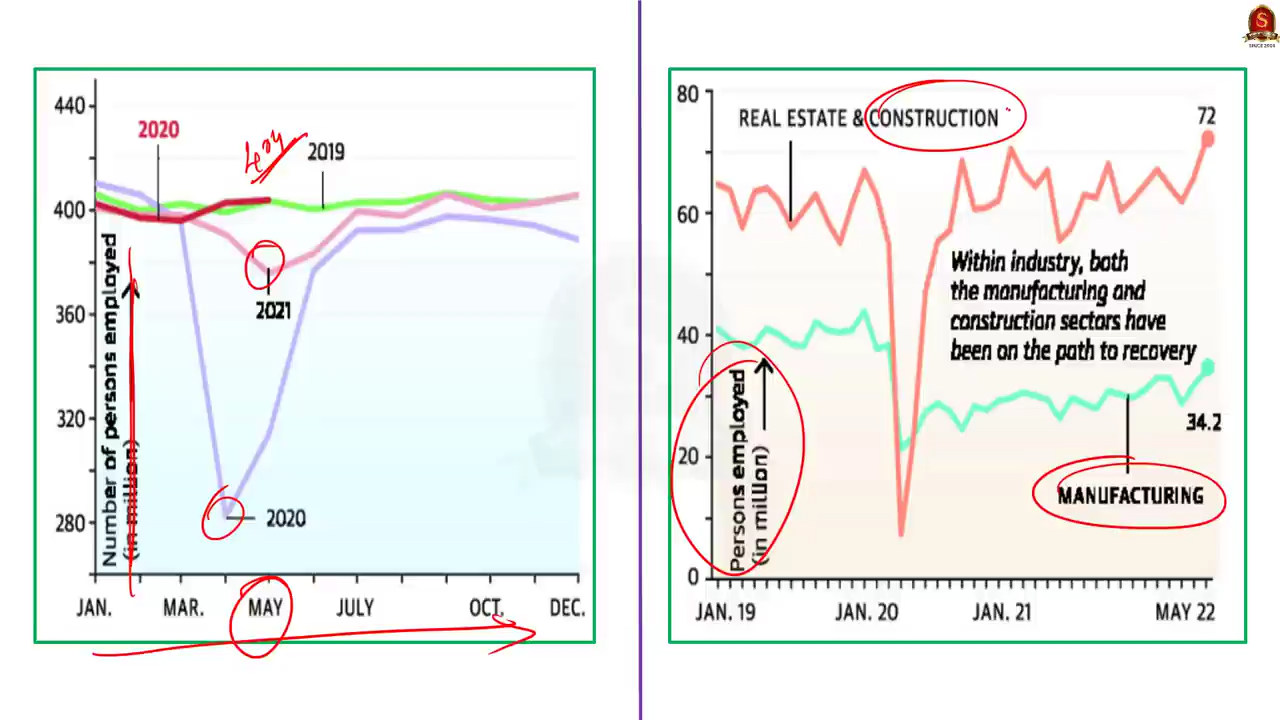 S
SINCE 2004
440
400
360
320
280
2020
404
2019
2021
2020
Number of persons employed
(in million)
JAN.
MAR.
MAY
JULY
OCT.
DEC.
80
60
40
20
0
REAL ESTATE & CONSTRUCTION
72
Within industry, both
the manufacturing and
construction sectors have
been on the path to recovery
34.2
MANUFACTURING
Persons employed
(in million)
JAN. 19
JAN. 20
JAN. 21
MAY 22